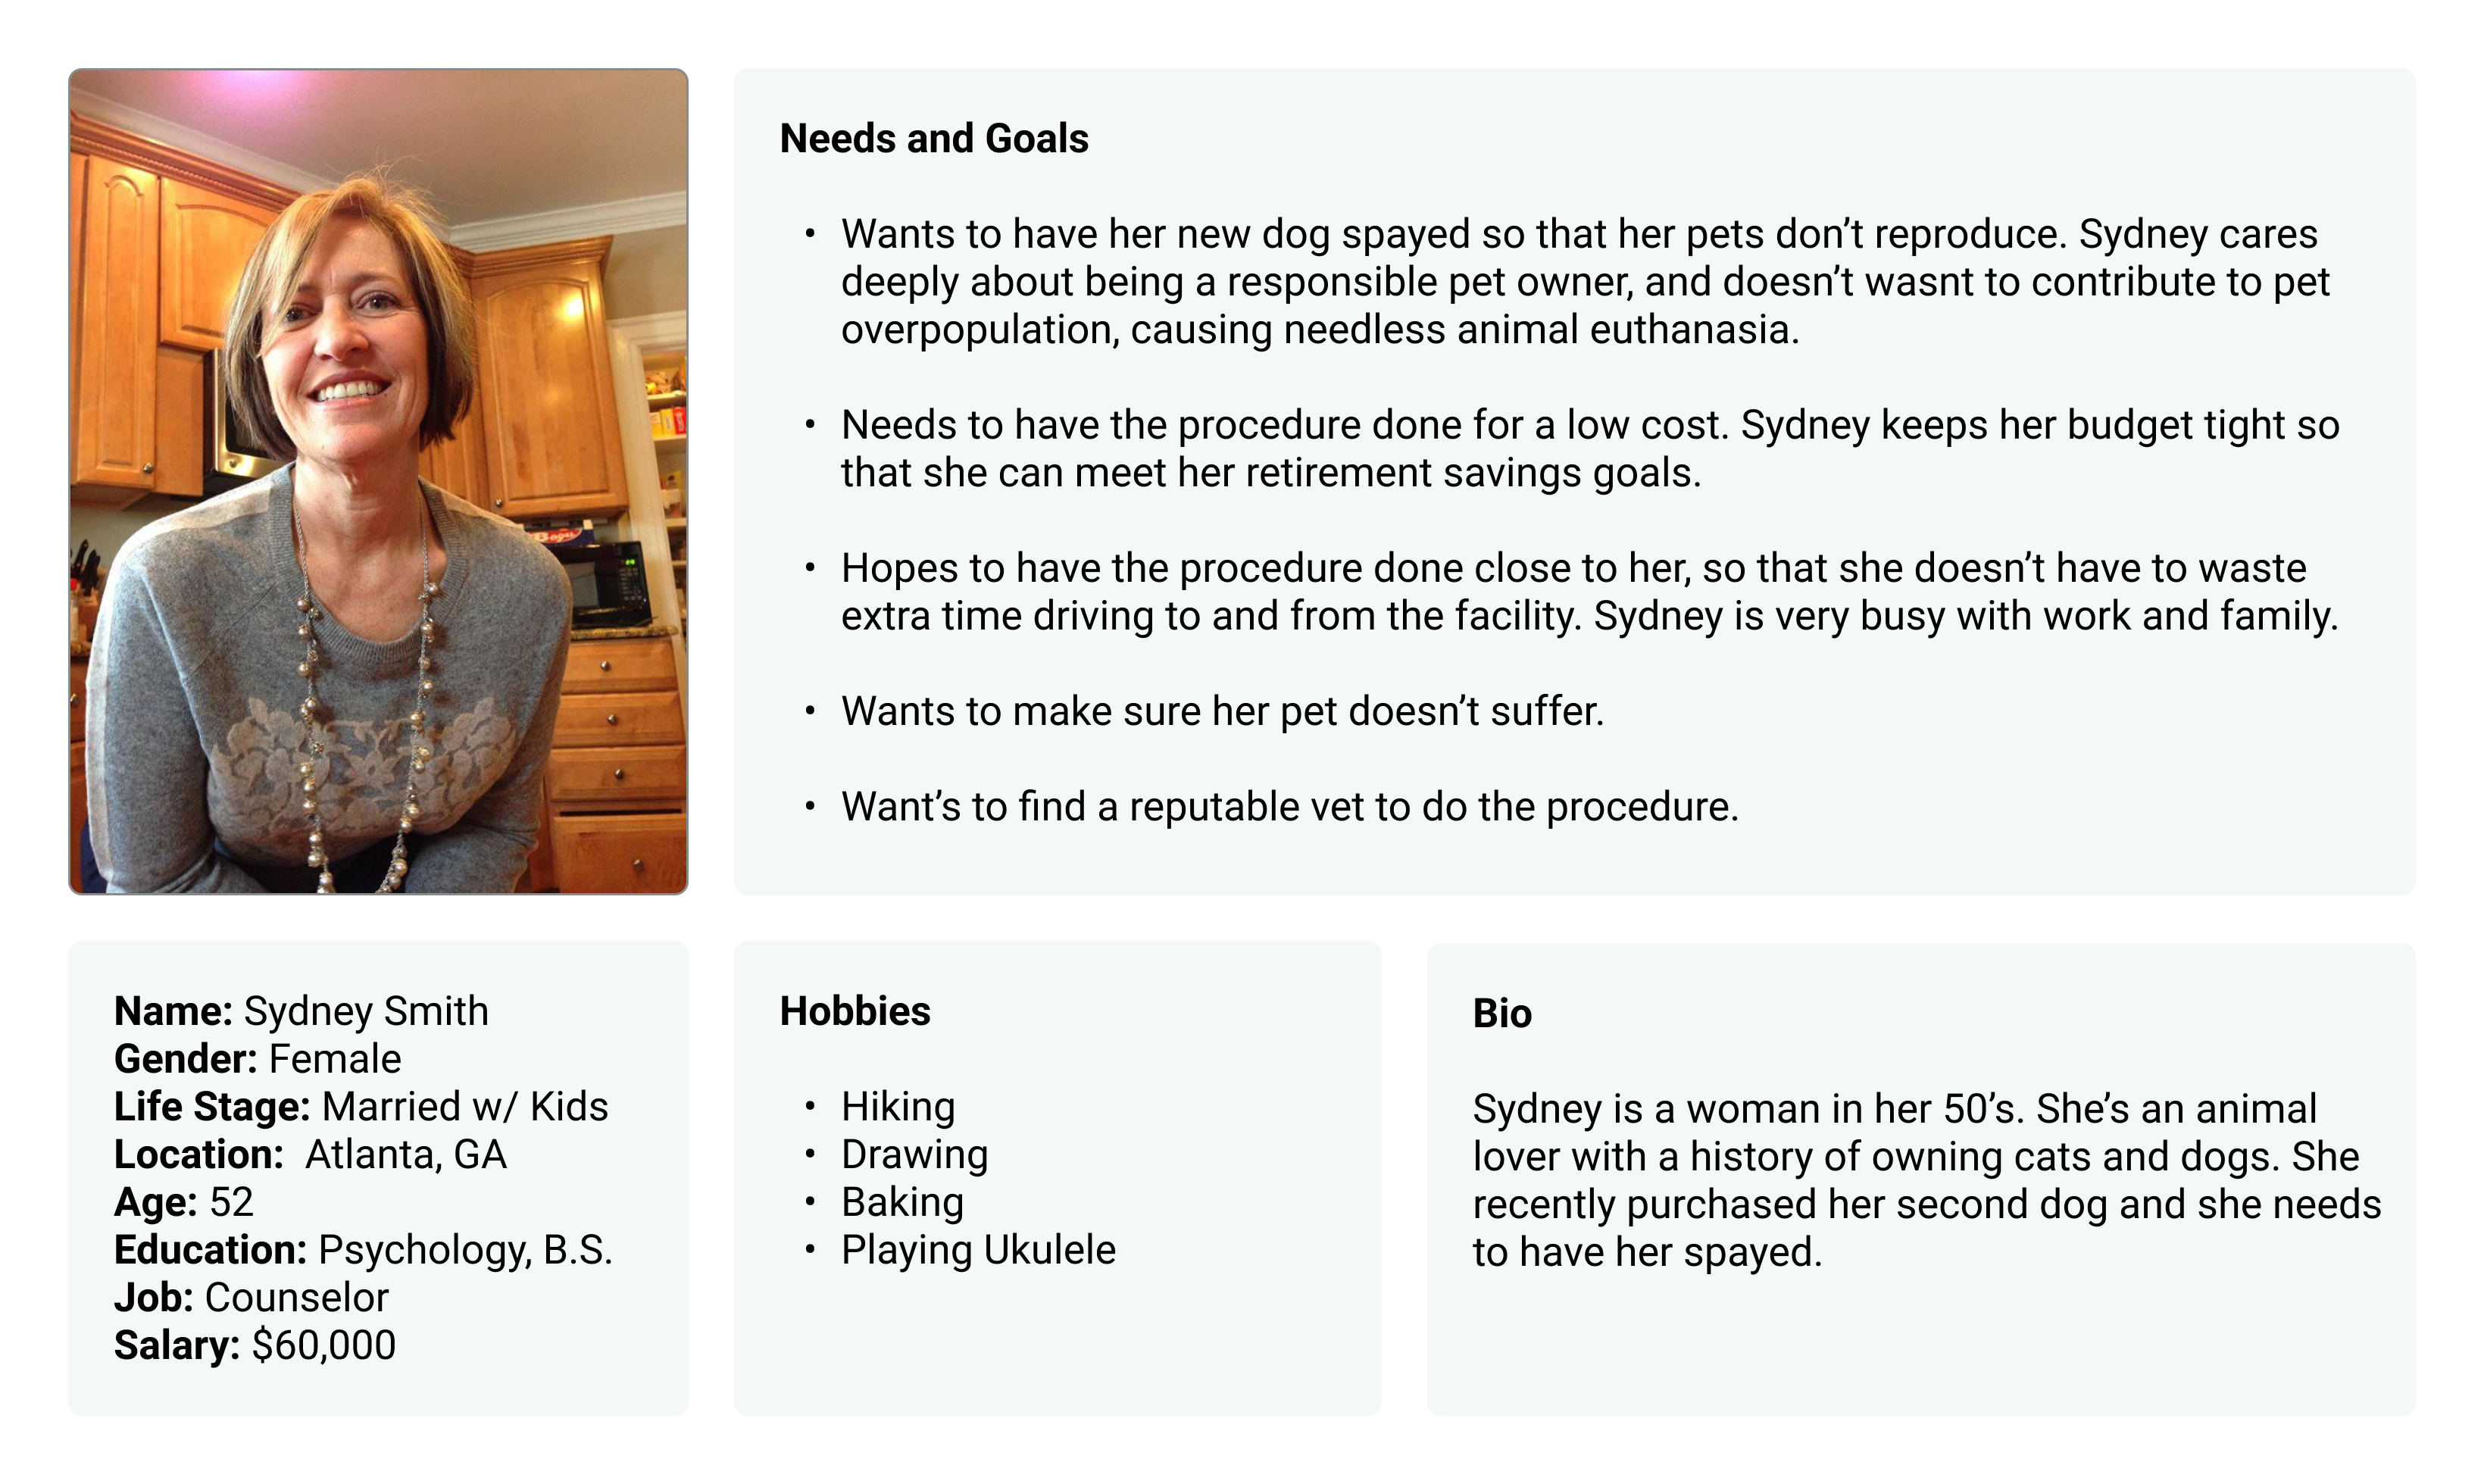 Needs and Goals
• Wants to have her new dog spayed so that her pets don’t reproduce. Sydney cares
deeply about being a responsible pet owner, and doesn’t wasnt to contribute to pet
overpopulation, causing needless animal euthanasia.
• Needs to have the procedure done for a low cost. Sydney keeps her budget tight so
that she can meet her retirement savings goals.
• Hopes to have the procedure done close to her, so that she doesn’t have to waste
extra time driving to and from the facility. Sydney is very busy with work and family.
• Wants to make sure her pet doesn’t suffer.
• Want’s to find a reputable vet to do the procedure.
Name: Sydney Smith
Gender: Female
Life Stage: Married w/ Kids
Location: Atlanta, GA
Age: 52
Education: Psychology, B.S.
Job: Counselor
Salary: $60,000
Hobbies
• Hiking
• Drawing
• Baking
• Playing Ukulele
Bio
Sydney is a woman in her 50’s. She’s an animal
lover with a history of owning cats and dogs. She
recently purchased her second dog and she needs
to have her spayed.